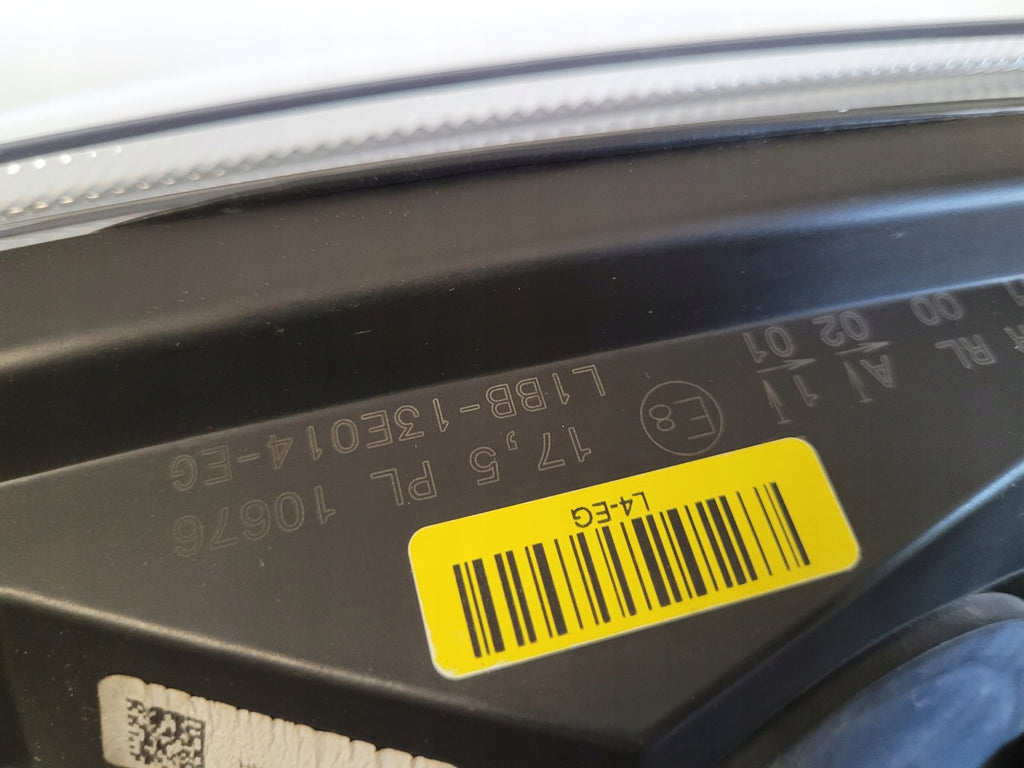 L4-EG
RL A 1 E8 17,5 PL 10676
00 02 01 L1BB-13E014-EG